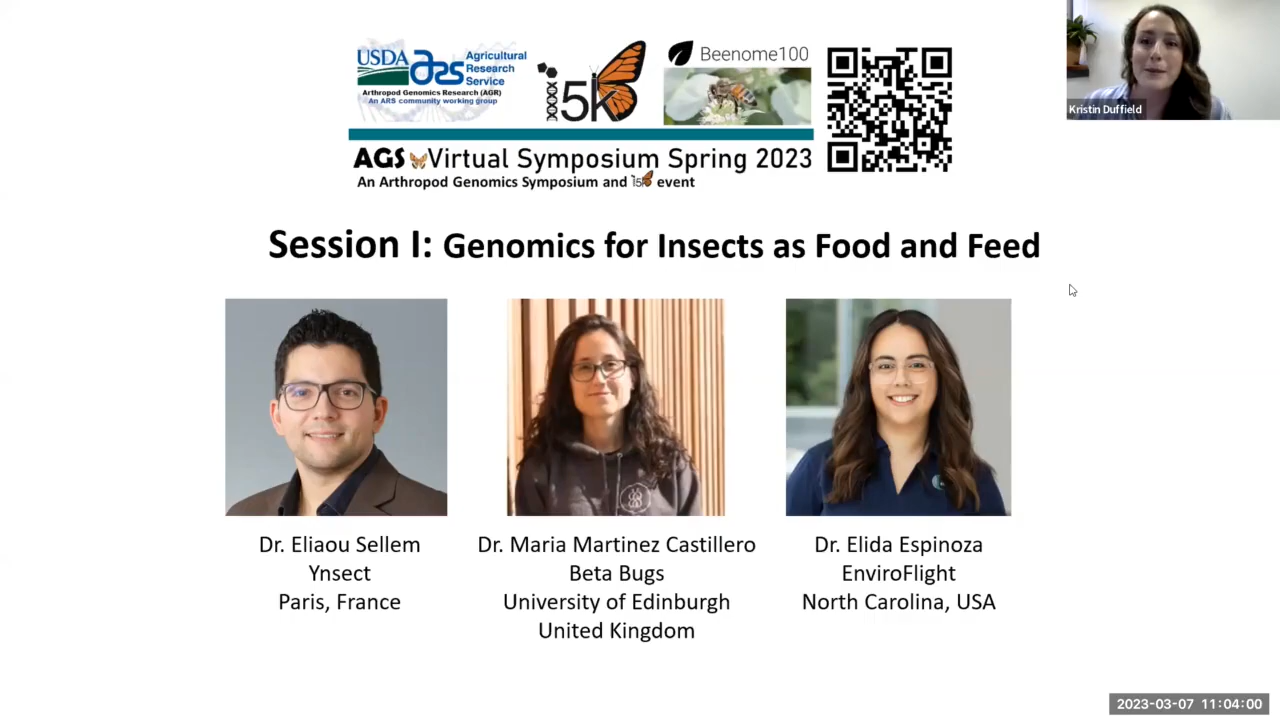 USDA ars Agricultural
Research
Service
Arthropod Genomics Research (AGR)
An ARS community working group
i5k
Beenome100
AGS Virtual Symposium Spring 2023
An Arthropod Genomics Symposium and i5k event
Kristin Duffield
Session I: Genomics for Insects as Food and Feed
Dr. Eliaou Sellem
Ynsect
Paris, France
Dr. Maria Martinez Castillero
Beta Bugs
University of Edinburgh
United Kingdom
Dr. Elida Espinoza
EnviroFlight
North Carolina, USA
2023-03-07 11:04:00